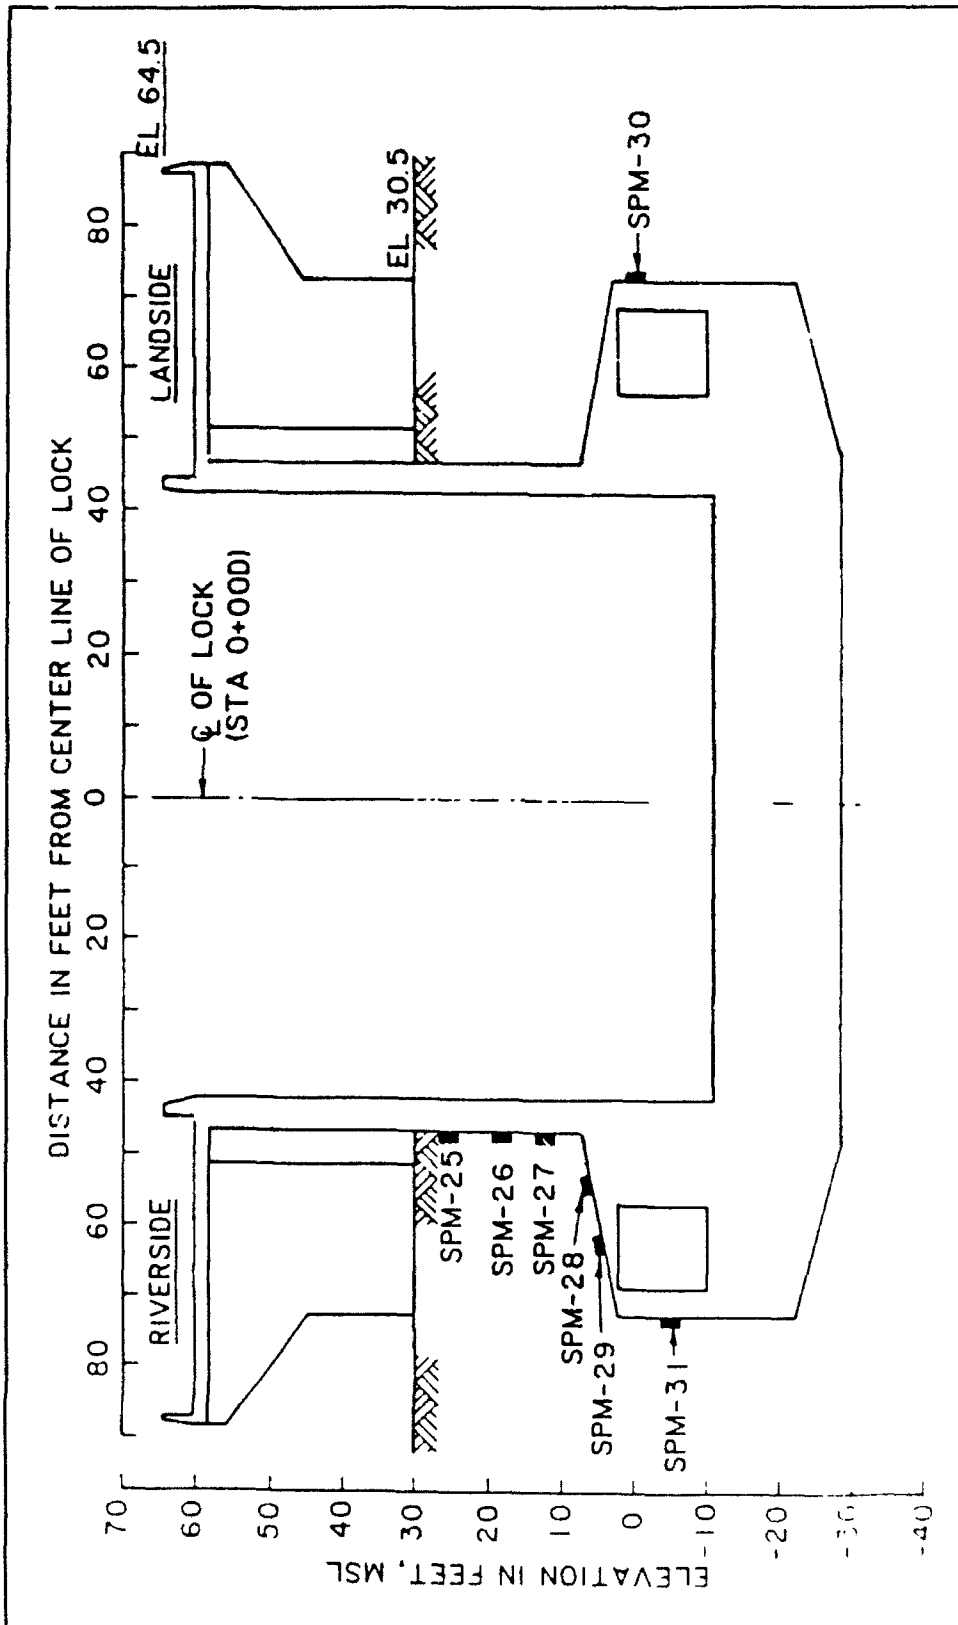 DISTANCE IN FEET FROM CENTER LINE OF LOCK
80 60 40 20 0 20 40 60 80
RIVERSIDE
LANDSIDE
EL 64.5
℄ OF LOCK
(STA 0+00D)
EL 30.5
SPM-25
SPM-26
SPM-27
SPM-28
SPM-29
SPM-31
SPM-30
ELEVATION IN FEET, MSL
70
60
50
40
30
20
10
0
-10
-20
-30
-40